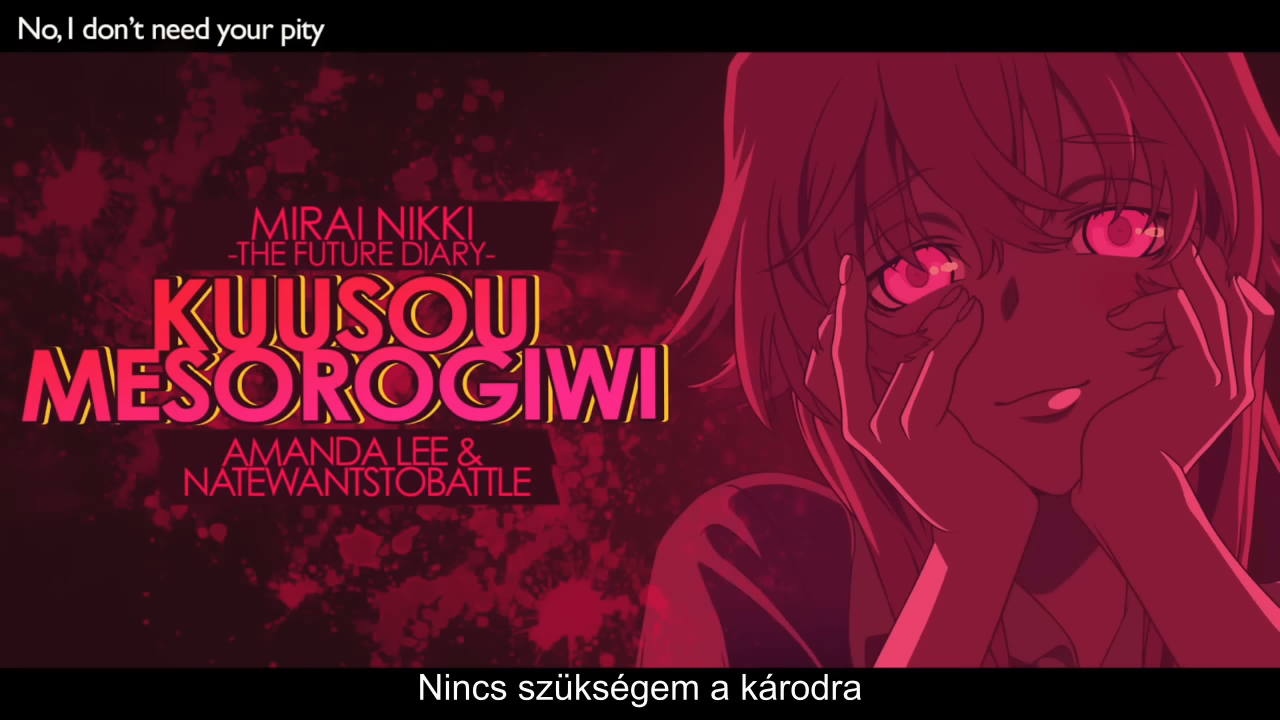 No, I don't need your pity
MIRAI NIKKI
-THE FUTURE DIARY-
KUUSOU
MESOROGIWI
AMANDA LEE &
NATEWANTSTOBATTLE
Nincs szükségem a károdra